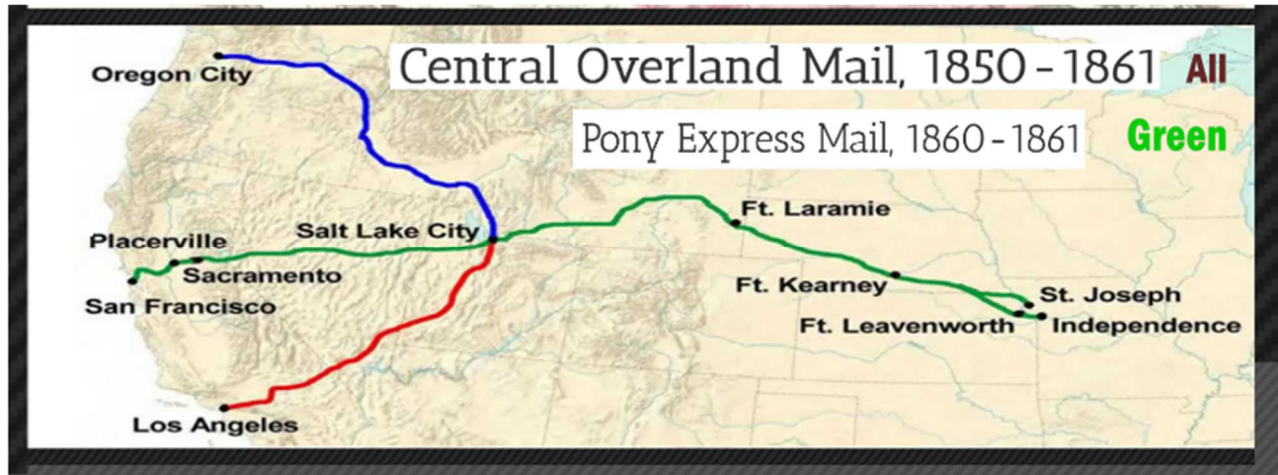 Central Overland Mail, 1850 - 1861 All
Pony Express Mail, 1860 - 1861 Green
Oregon City
Ft. Laramie
Salt Lake City
Placerville
Sacramento
San Francisco
Ft. Kearney
St. Joseph
Ft. Leavenworth
Independence
Los Angeles